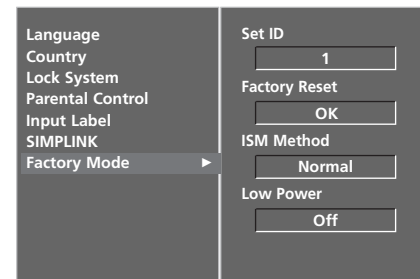 Language
Country
Lock System
Parental Control
Input Label
SIMPLINK
Factory Mode ►
Set ID
1
Factory Reset
OK
ISM Method
Normal
Low Power
Off